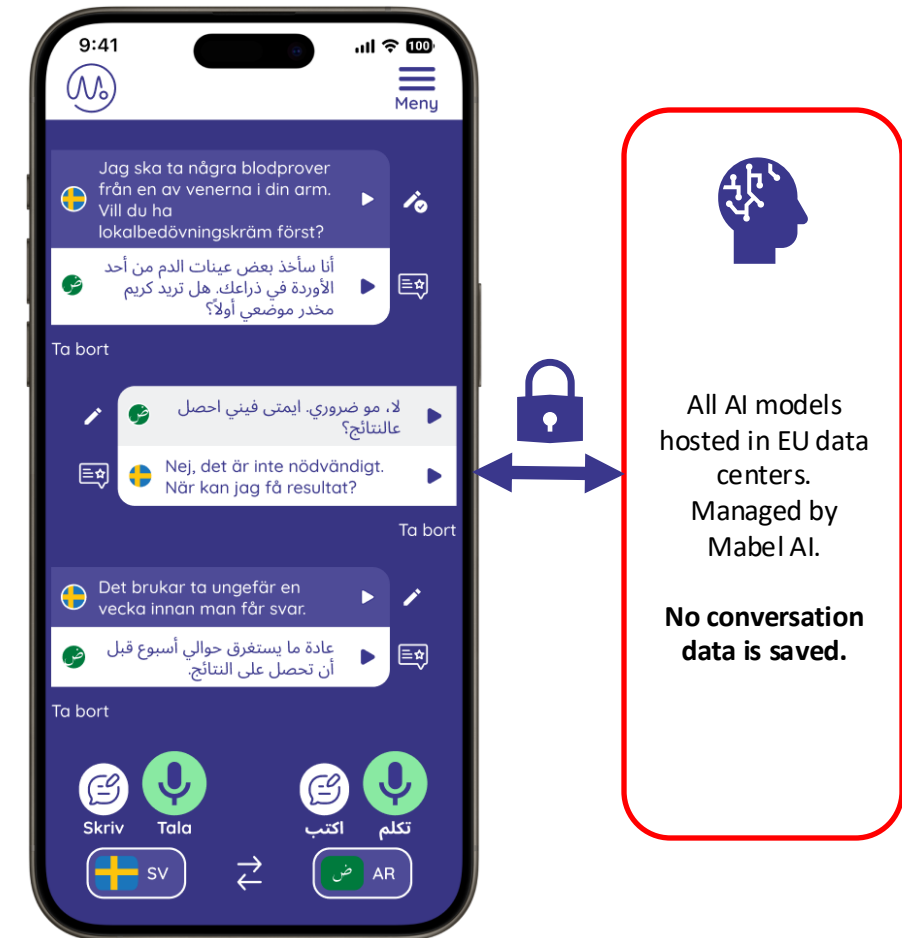 9:41
100
Meny
Jag ska ta några blodprover
från en av venerna i din arm.
Vill du ha
lokalbedövningskräm först?
أنا سأخذ بعض عينات الدم من أحد
الأوردة في ذراعك. هل تريد كريم
مخدر موضعي أولاً؟
ض
Ta bort
لا، مو ضروري. ايمتى فيني احصل
عالنتائج؟
ض
Nej, det är inte nödvändigt.
När kan jag få resultat?
Ta bort
Det brukar ta ungefär en
vecka innan man får svar.
عادة ما يستغرق حوالي أسبوع قبل
أن تحصل على النتائج.
ض
Ta bort
Skriv
Tala
اكتب
تكلم
SV
ض
AR
All AI models
hosted in EU data
centers.
Managed by
Mabel AI.
No conversation
data is saved.